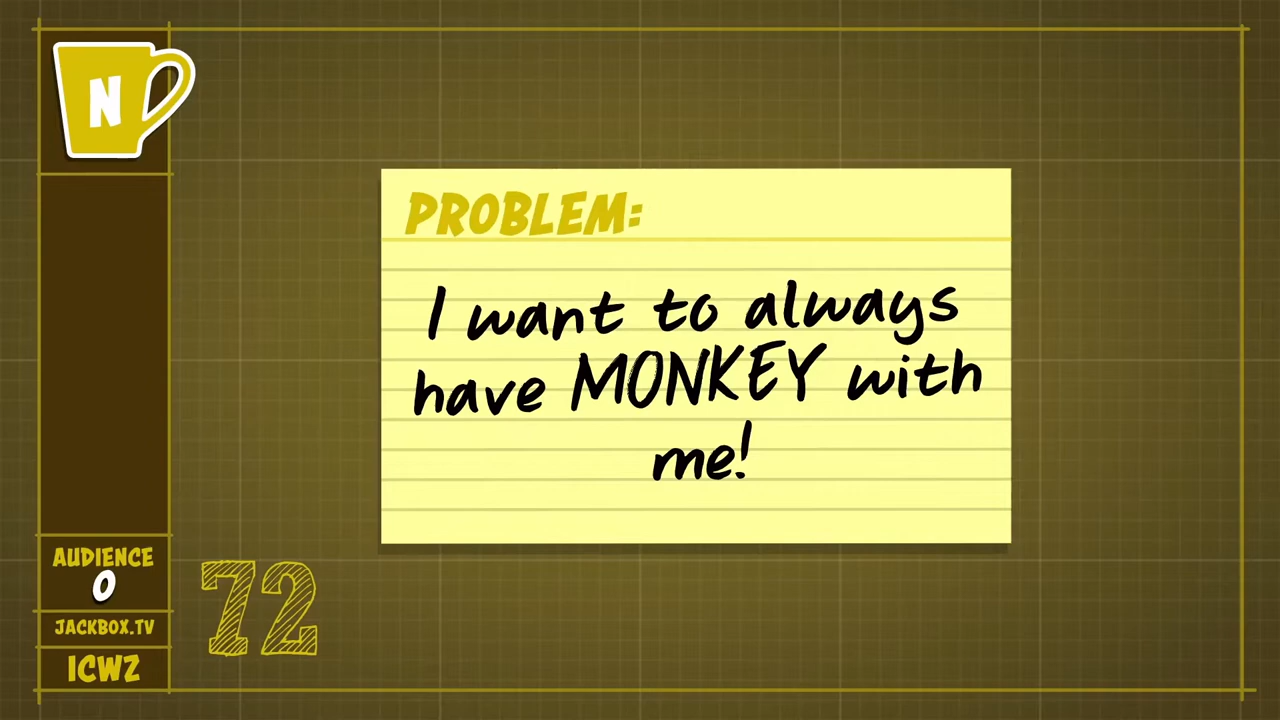 N
PROBLEM:
I want to always
have MONKEY with
me!
AUDIENCE
0
JACKBOX.TV
ICWZ
72